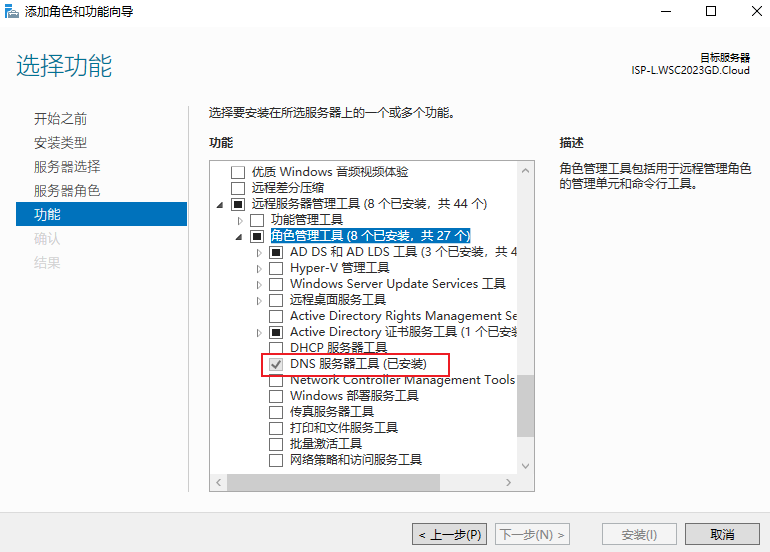 添加角色和功能向导
选择功能
目标服务器
ISP-L.WSC2023GD.Cloud
开始之前
安装类型
服务器选择
服务器角色
功能
确认
结果
选择要安装在所选服务器上的一个或多个功能。
功能
优质 Windows 音频视频体验
远程差分压缩
远程服务器管理工具 (8 个已安装，共 44 个)
功能管理工具
角色管理工具 (8 个已安装，共 27 个)
AD DS 和 AD LDS 工具 (3 个已安装，共 4
Hyper-V 管理工具
Windows Server Update Services 工具
远程桌面服务工具
Active Directory Rights Management Se
Active Directory 证书服务工具 (1 个已安
DHCP 服务器工具
DNS 服务器工具 (已安装)
Network Controller Management Tools
Windows 部署服务工具
传真服务器工具
打印和文件服务工具
批量激活工具
网络策略和访问服务工具
描述
角色管理工具包括用于远程管理角色
的管理单元和命令行工具。
< 上一步(P)
下一步(N) >
安装(I)
取消